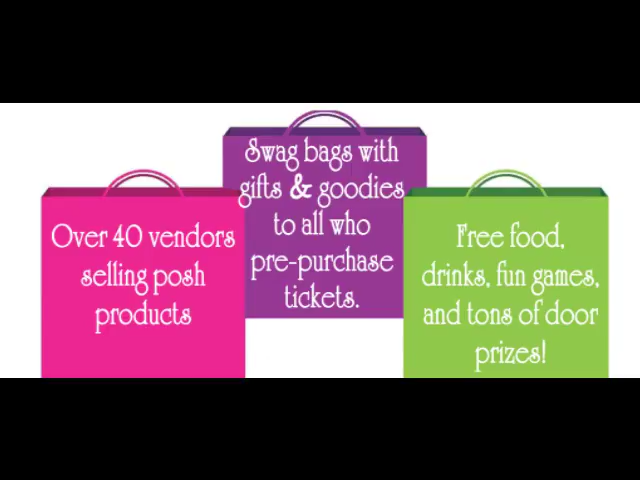 Over 40 vendors
selling posh
products
Swag bags with
gifts & goodies
to all who
pre-purchase
tickets.
Free food,
drinks, fun games,
and tons of door
prizes!